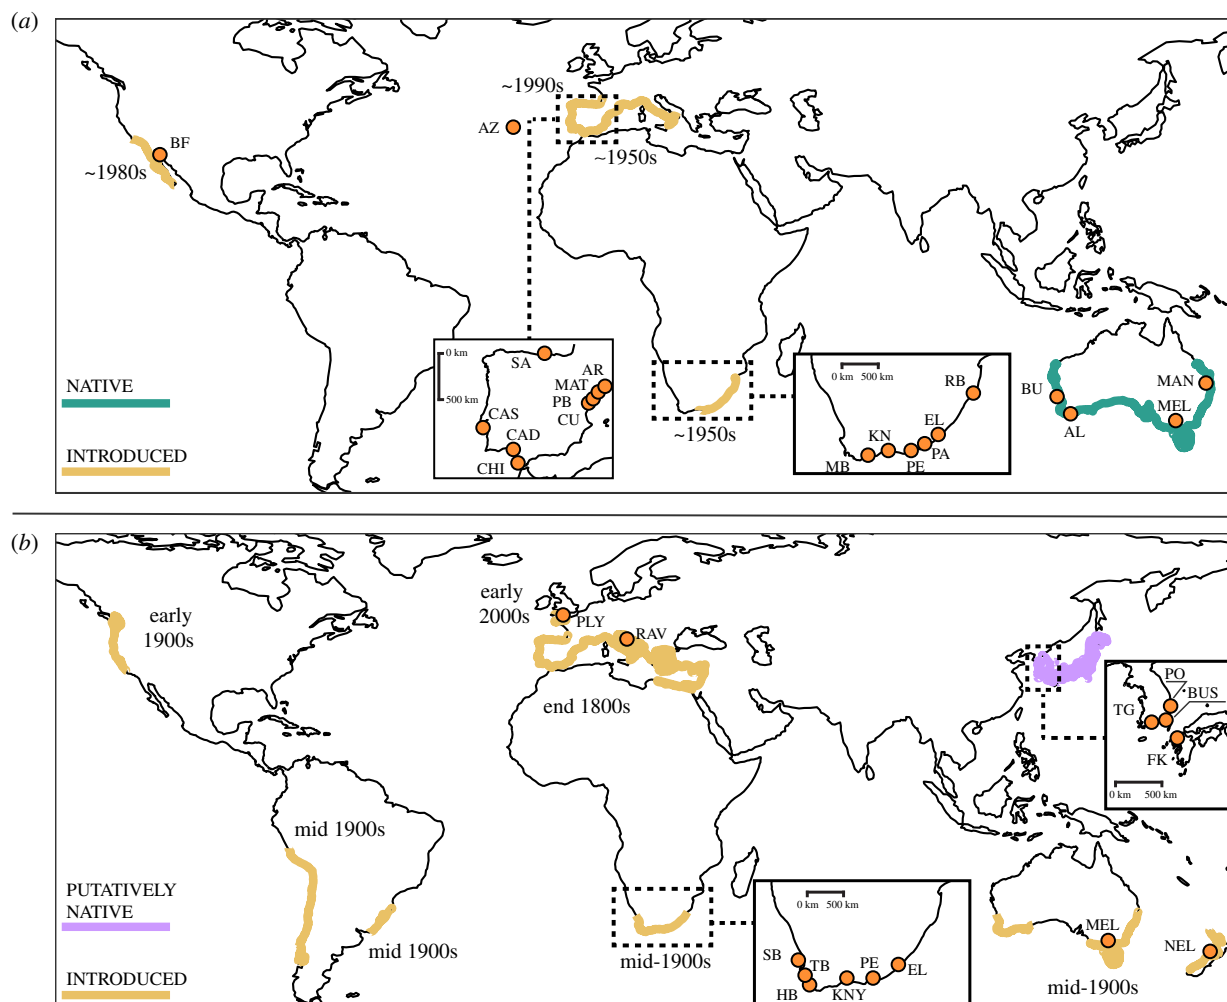 (a)
~1990s
AZ
BF
~1950s
~1980s
0 km
SA
500 km
AR
MAT
PB
CU
CAS
CAD
CHI
0 km 500 km
RB
EL
KN
PA
MB
PE
~1950s
BU
MAN
MEL
AL
NATIVE
INTRODUCED
(b)
early
1900s
early
2000s
PLY
RAV
end 1800s
PO
BUS
TG
FK
0 km 500 km
mid 1900s
mid 1900s
mid-1900s
0 km 500 km
SB
TB
PE
EL
HB
KNY
MEL
NEL
mid-1900s
PUTATIVELY
NATIVE
INTRODUCED